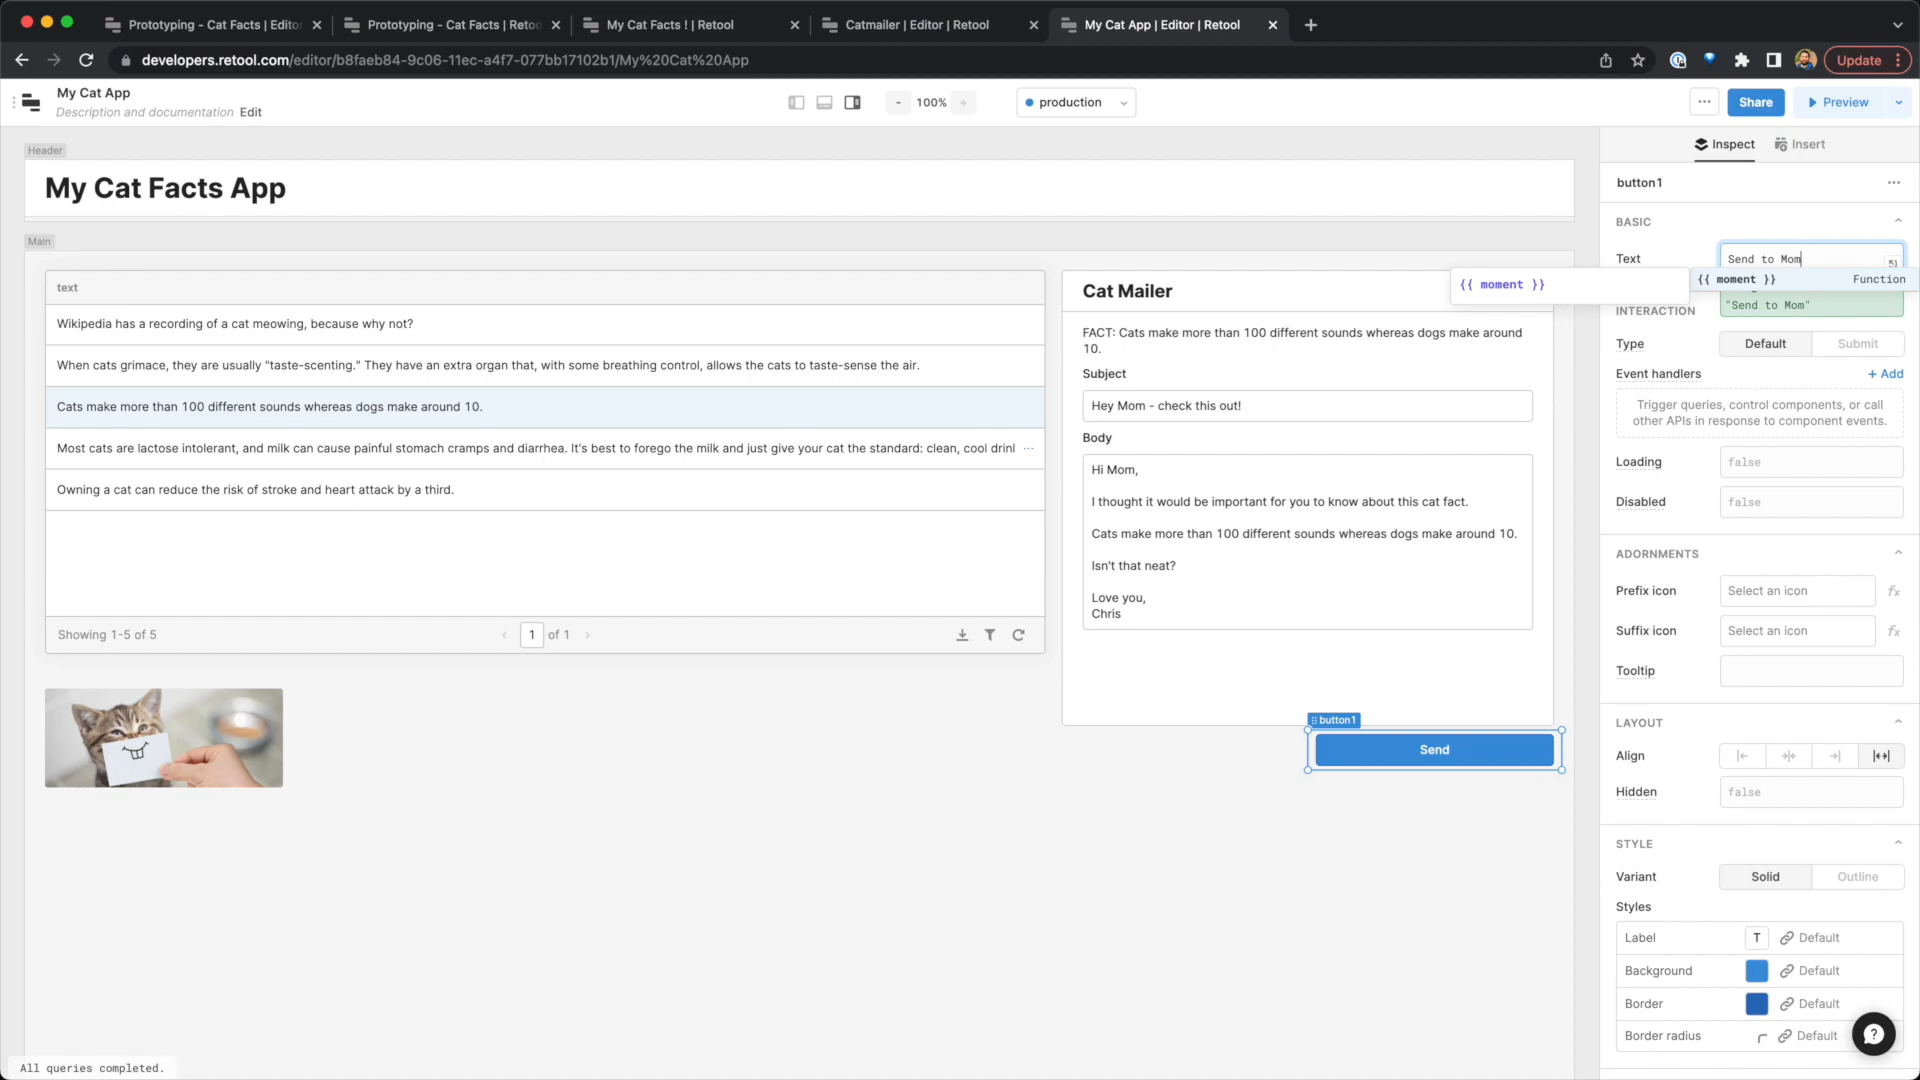 Prototyping - Cat Facts | Editor
Prototyping - Cat Facts | Retoo
My Cat Facts ! | Retool
Catmailer | Editor | Retool
My Cat App | Editor | Retool
developers.retool.com/editor/b8faeb84-9c06-11ec-a4f7-077bb17102b1/My%20Cat%20App
Update
My Cat App
Description and documentation Edit
- 100% +
production
Share
Preview
Inspect
Insert
Header
My Cat Facts App
Main
text
Wikipedia has a recording of a cat meowing, because why not?
When cats grimace, they are usually "taste-scenting." They have an extra organ that, with some breathing control, allows the cats to taste-sense the air.
Cats make more than 100 different sounds whereas dogs make around 10.
Most cats are lactose intolerant, and milk can cause painful stomach cramps and diarrhea. It's best to forego the milk and just give your cat the standard: clean, cool drinl ...
Owning a cat can reduce the risk of stroke and heart attack by a third.
Showing 1-5 of 5
1 of 1
Cat Mailer
FACT: Cats make more than 100 different sounds whereas dogs make around
10.
Subject
Hey Mom - check this out!
Body
Hi Mom,
I thought it would be important for you to know about this cat fact.
Cats make more than 100 different sounds whereas dogs make around 10.
Isn't that neat?
Love you,
Chris
button1
Send
button1
BASIC
Text
Send to Mom
{{ moment }}
{{ moment }} Function
"Send to Mom"
INTERACTION
Type
Default
Submit
Event handlers
+ Add
Trigger queries, control components, or call
other APIs in response to component events.
Loading
false
Disabled
false
ADORNMENTS
Prefix icon
Select an icon
fx
Suffix icon
Select an icon
fx
Tooltip
LAYOUT
Align
Hidden
false
STYLE
Variant
Solid
Outline
Styles
Label
T
Default
Background
Default
Border
Default
Border radius
Default
?
All queries completed.